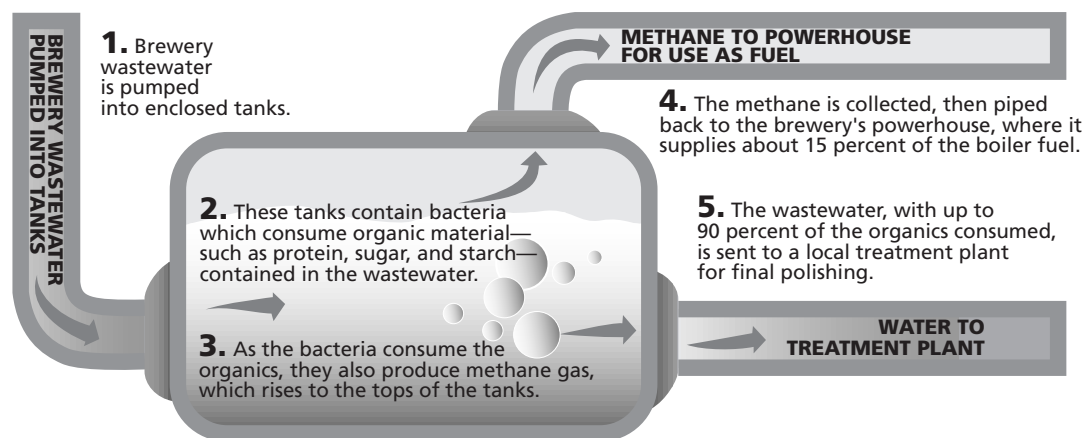 BREWERY WASTEWATER
PUMPED INTO TANKS
1. Brewery
wastewater
is pumped
into enclosed tanks.
2. These tanks contain bacteria
which consume organic material—
such as protein, sugar, and starch—
contained in the wastewater.
3. As the bacteria consume the
organics, they also produce methane gas,
which rises to the tops of the tanks.
METHANE TO POWERHOUSE
FOR USE AS FUEL
4. The methane is collected, then piped
back to the brewery's powerhouse, where it
supplies about 15 percent of the boiler fuel.
5. The wastewater, with up to
90 percent of the organics consumed,
is sent to a local treatment plant
for final polishing.
WATER TO
TREATMENT PLANT